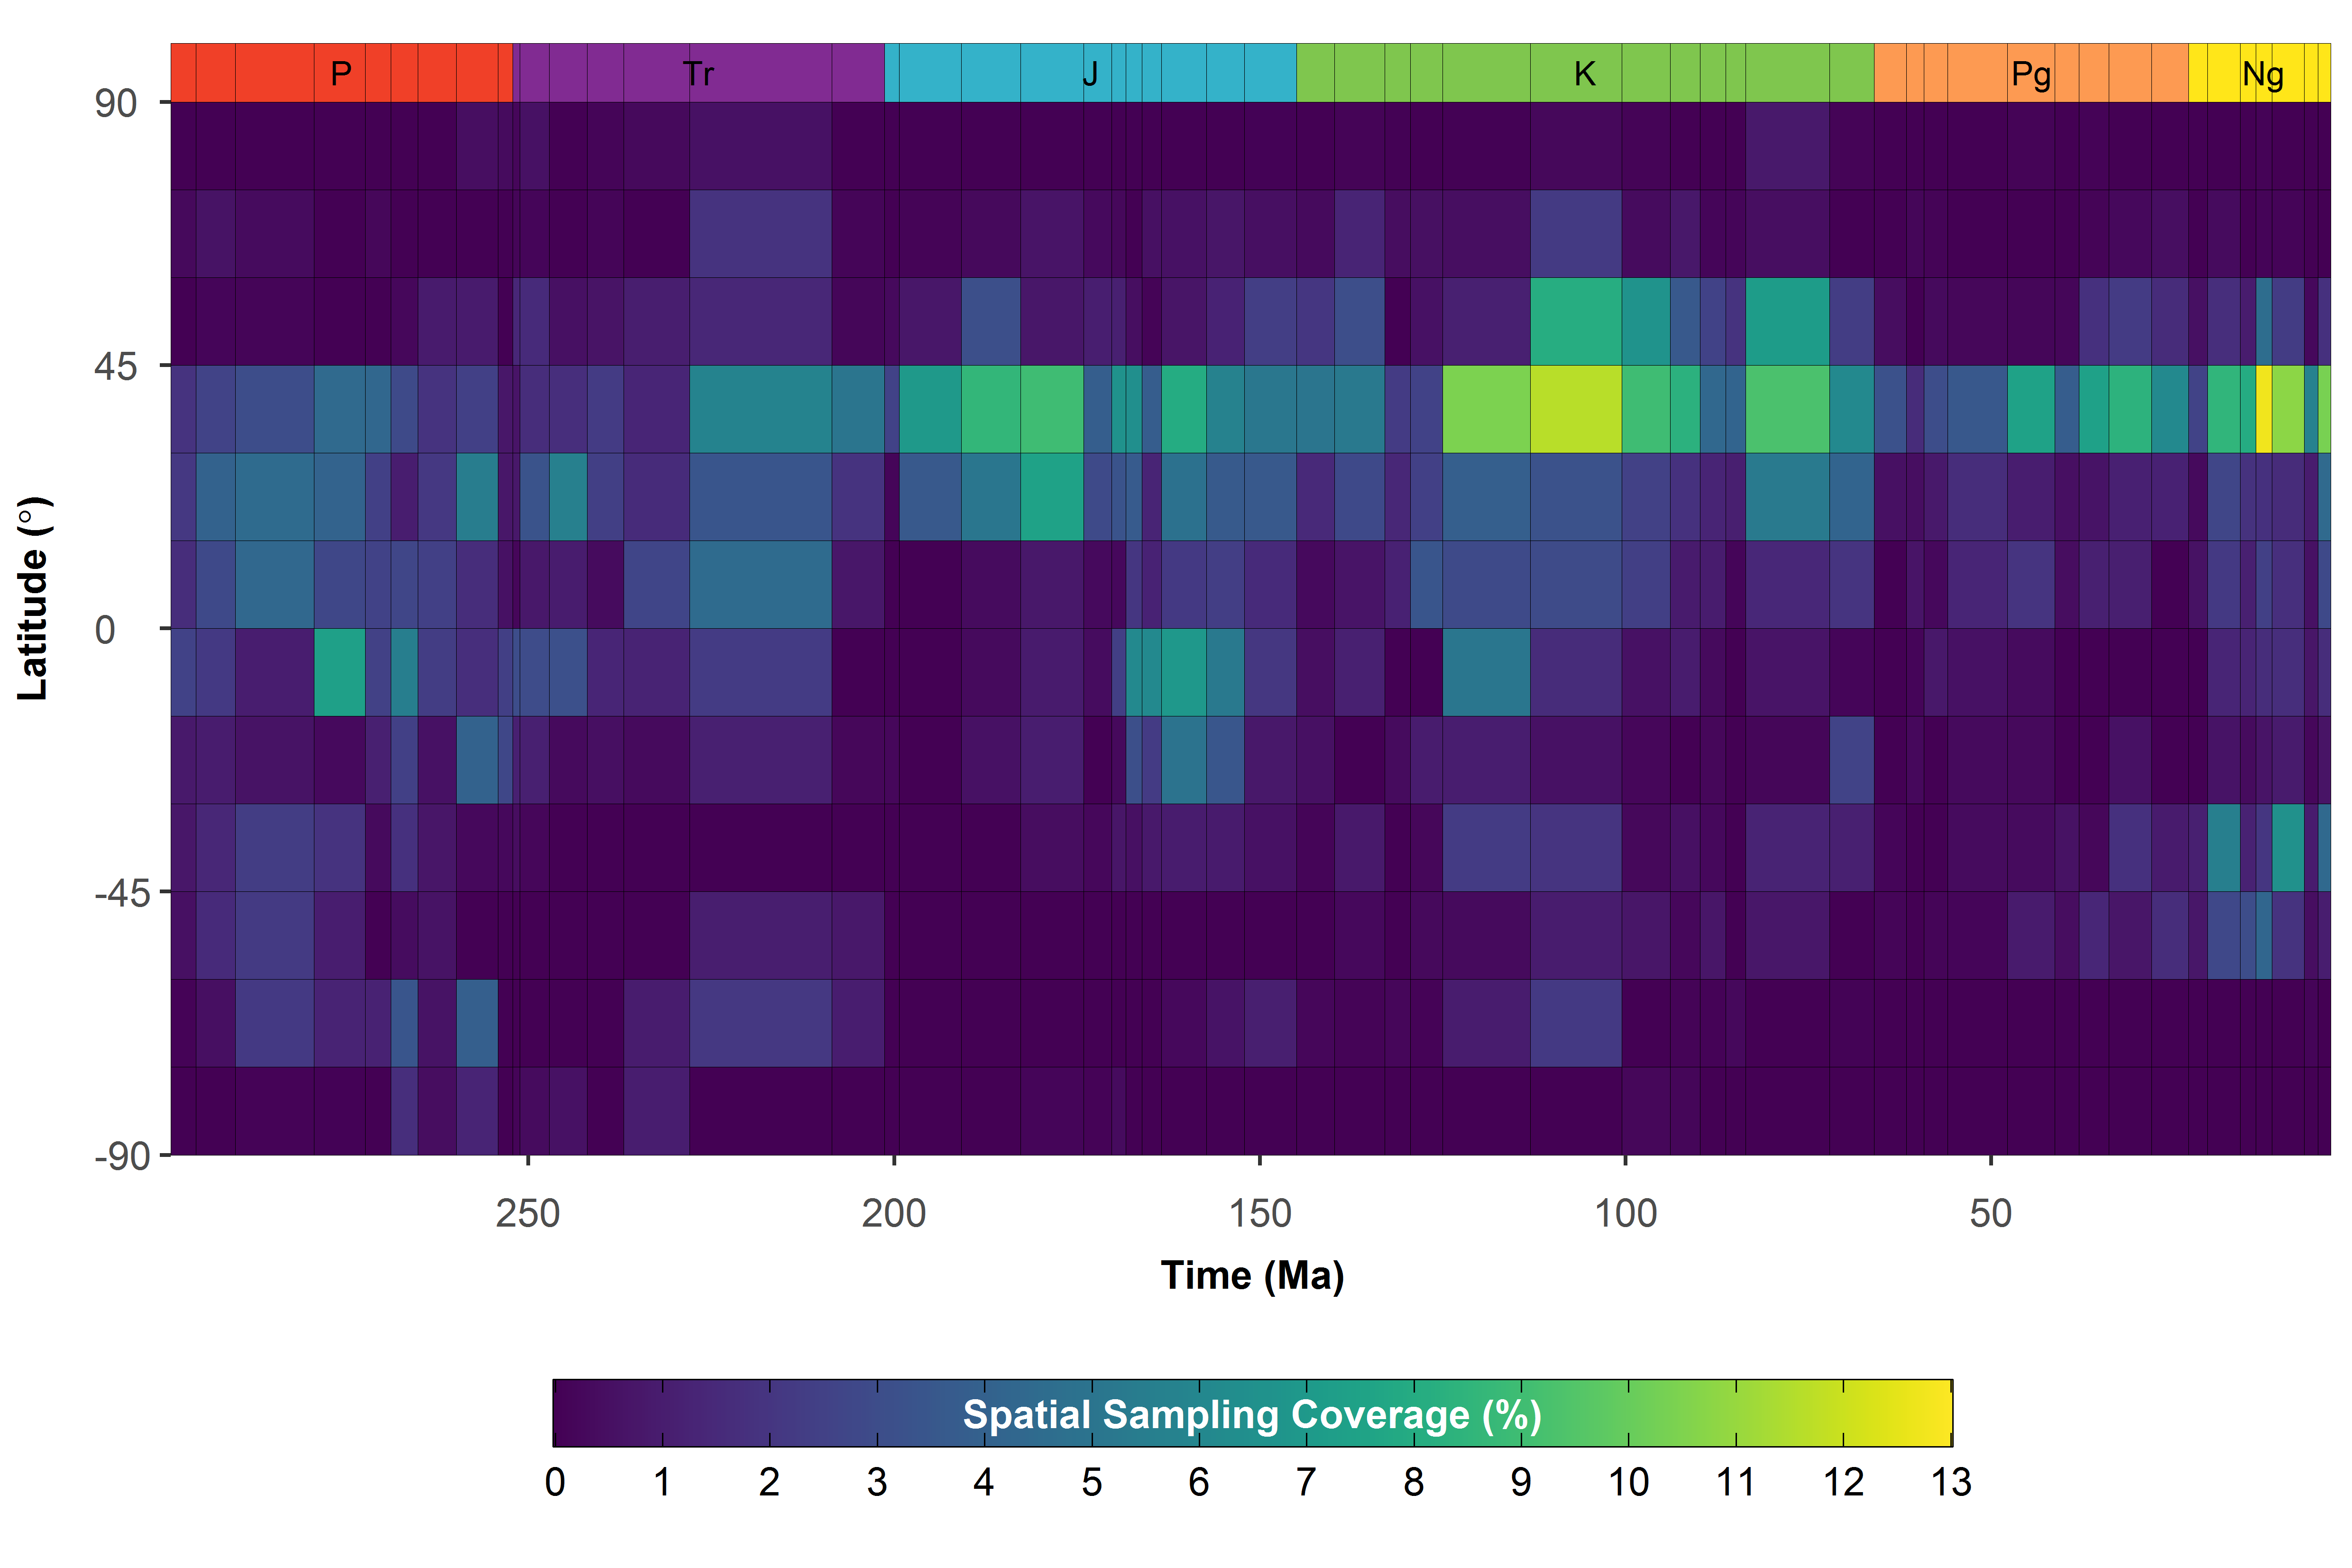 P Tr J K Pg Ng
90
45
0
-45
-90
Latitude (°)
250 200 150 100 50
Time (Ma)
Spatial Sampling Coverage (%)
0 1 2 3 4 5 6 7 8 9 10 11 12 13